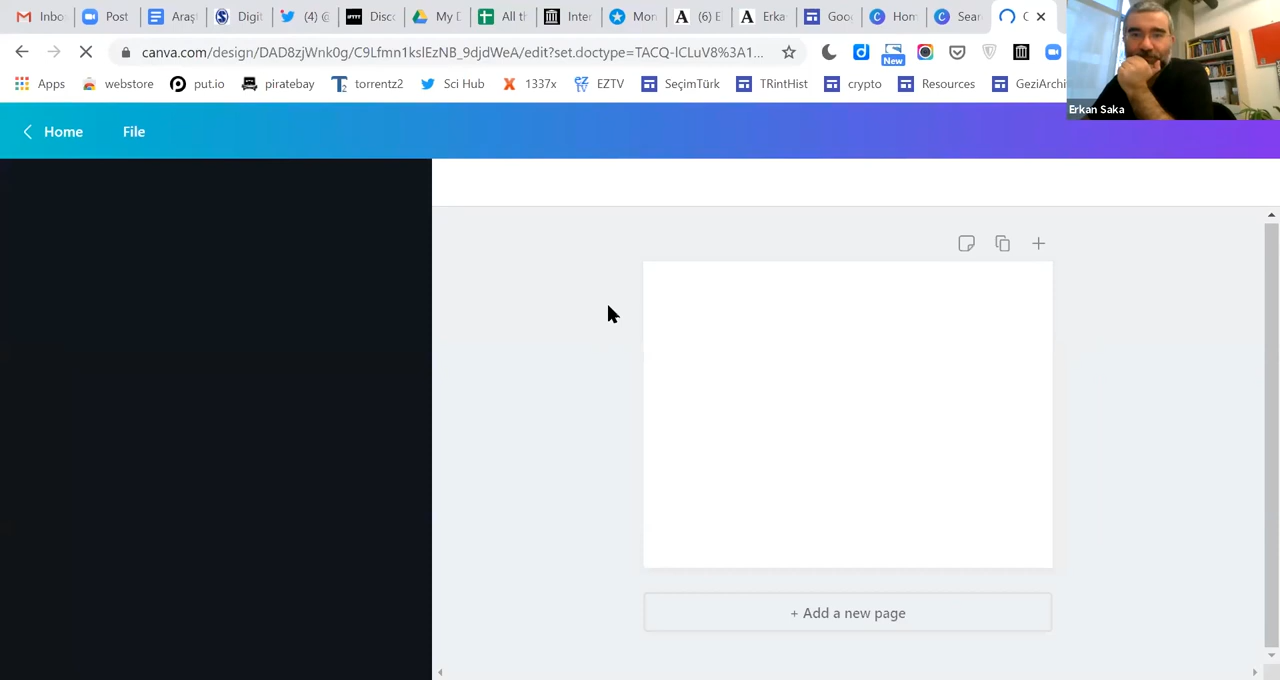 Inbo Post Araş Digit (4) @ Disco My D All th Inter Mor (6) E Erka Goo Hom Sear C
canva.com/design/DAD8zjWnk0g/C9Lfmn1kslEzNB_9djdWeA/edit?set.doctype=TACQ-lCLuV8%3A1...
New
Apps webstore put.io piratebay torrentz2 Sci Hub 1337x EZTV SeçimTürk TRintHist crypto Resources GeziArchi
Erkan Saka
Home File
+ Add a new page